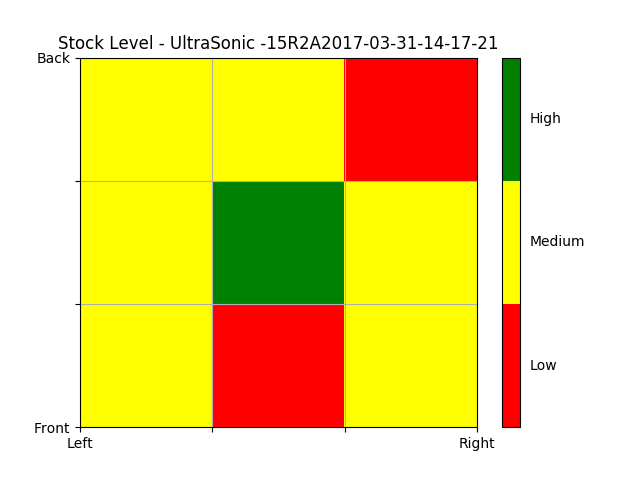 Stock Level - UltraSonic -15R2A2017-03-31-14-17-21
Back
High
Medium
Low
Front
Left
Right